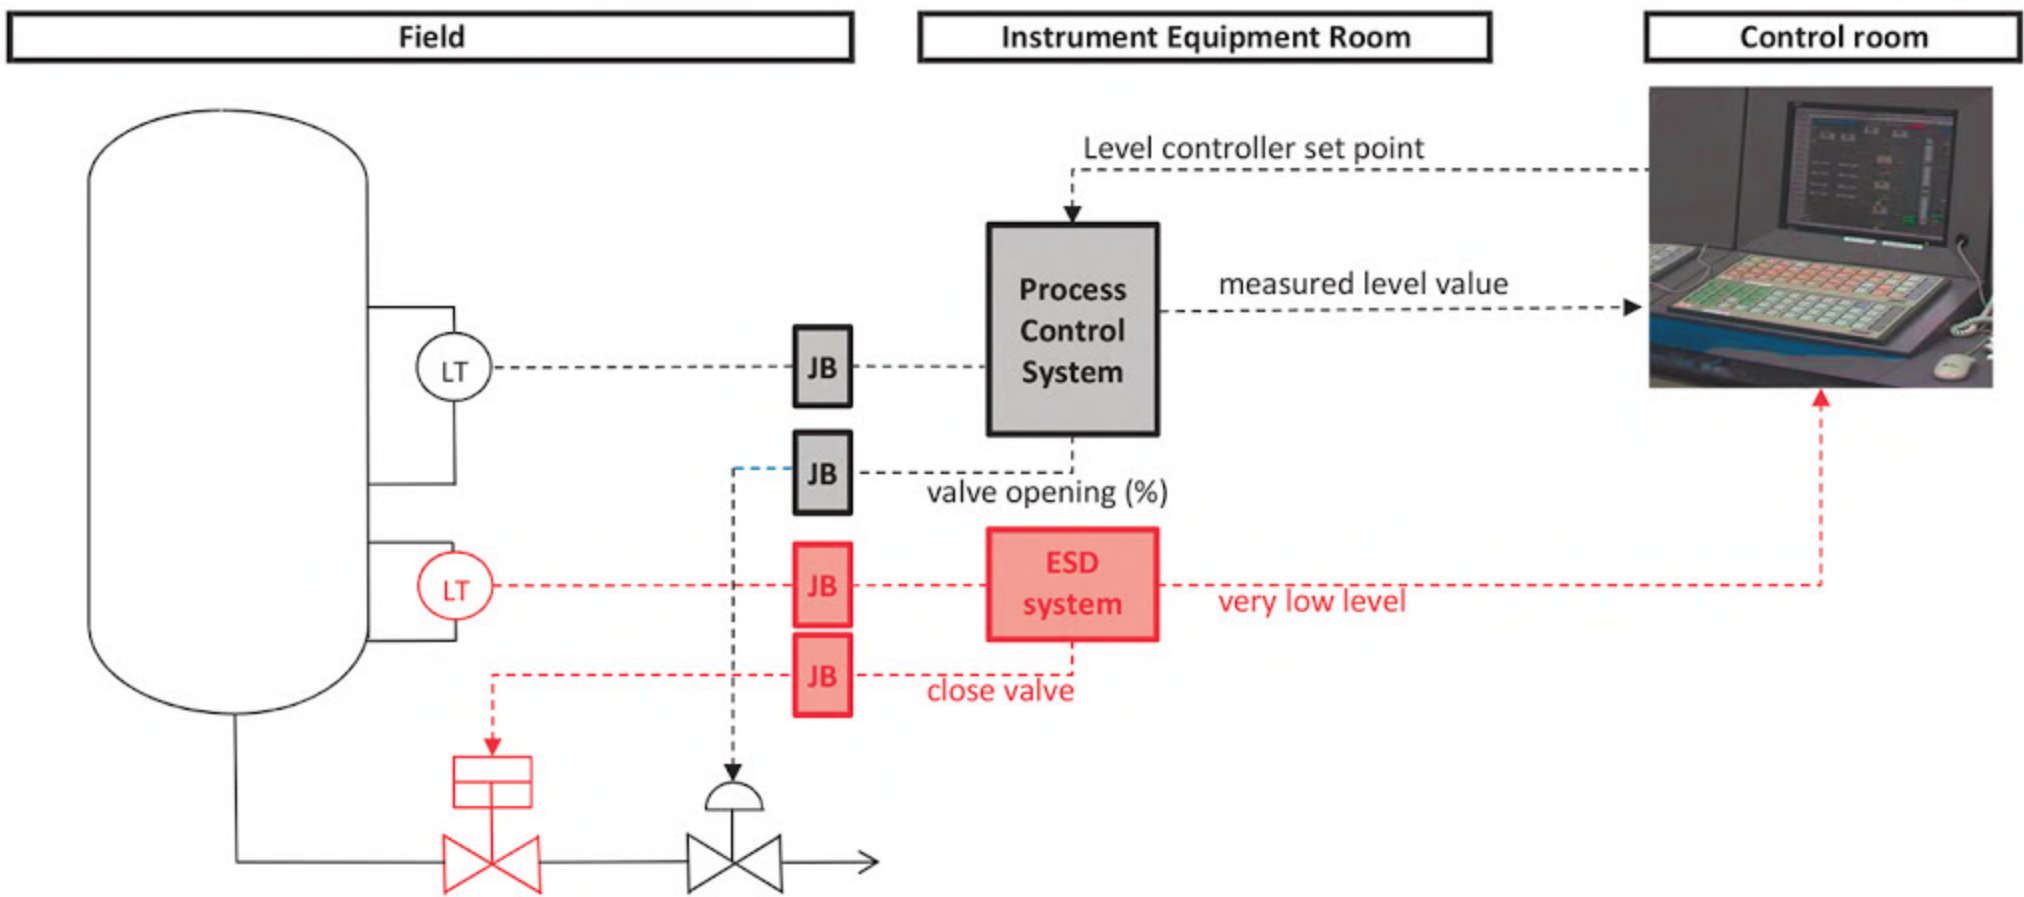 Field
Instrument Equipment Room
Control room
Level controller set point
Process
Control
System
measured level value
LT
JB
JB
valve opening (%)
LT
JB
ESD
system
very low level
JB
close valve